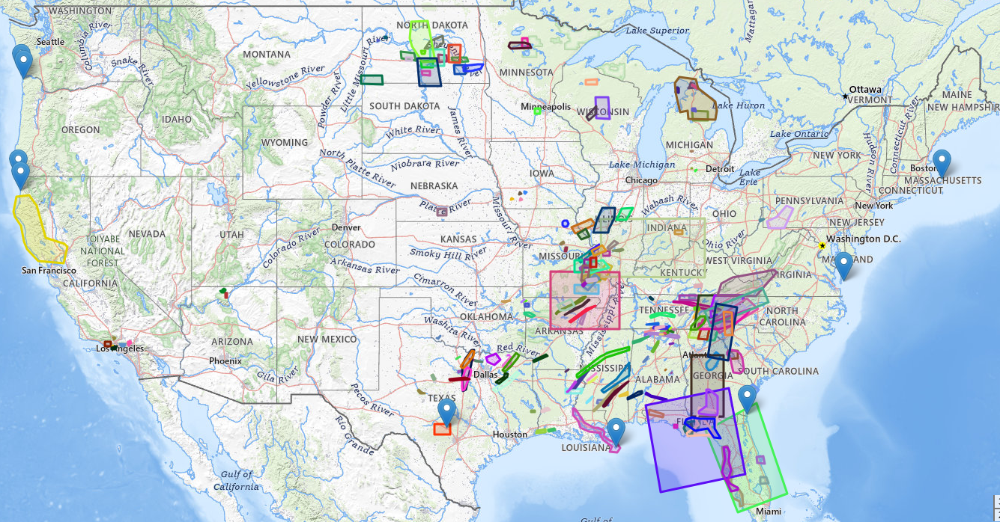 WASHINGTON
Seattle
Columbia River
Snake River
MONTANA
Yellowstone River
Powder River
Little Missouri River
NORTH DAKOTA
MINNESOTA
Lake Superior
Ottawa
VERMONT
MAINE
NEW HAMPSHIR
OREGON
IDAHO
WYOMING
SOUTH DAKOTA
White River
James River
Minneapolis
WISCONSIN
Lake Huron
MICHIGAN
Lake Ontario
NEW YORK
Hudson River
Connecticut River
Boston
MASSACHUSETTS
CONNECTICUT
North Platte River
Niobrara River
NEBRASKA
IOWA
Lake Michigan
Chicago
Detroit
Lake
Erie
PENNSYLVANIA
New York
NEW JERSEY
Platte River
Missouri River
Wabash River
ILLINOIS
INDIANA
OHIO
Ohio River
Washington D.C.
MARYLAND
NEVADA
TOIYABE
NATIONAL
FOREST
UTAH
Denver
COLORADO
Colorado River
KANSAS
Smoky Hill River
Arkansas River
MISSOURI
KENTUCKY
WEST VIRGINIA
VIRGINIA
San Francisco
CALIFORNIA
Cimarron River
OKLAHOMA
Washita River
ARKANSAS
Mississippi
TENNESSEE
NORTH
CAROLINA
Los Angeles
ARIZONA
Phoenix
Gila River
NEW MEXICO
Red River
Dallas
MISSISSIPPI
ALABAMA
Atlanta
GEORGIA
SOUTH CAROLINA
Pecos River
TEXAS
Rio Grande
Houston
LOUISIANA
FLORIDA
Gulf of
California
Miami
Gulf of